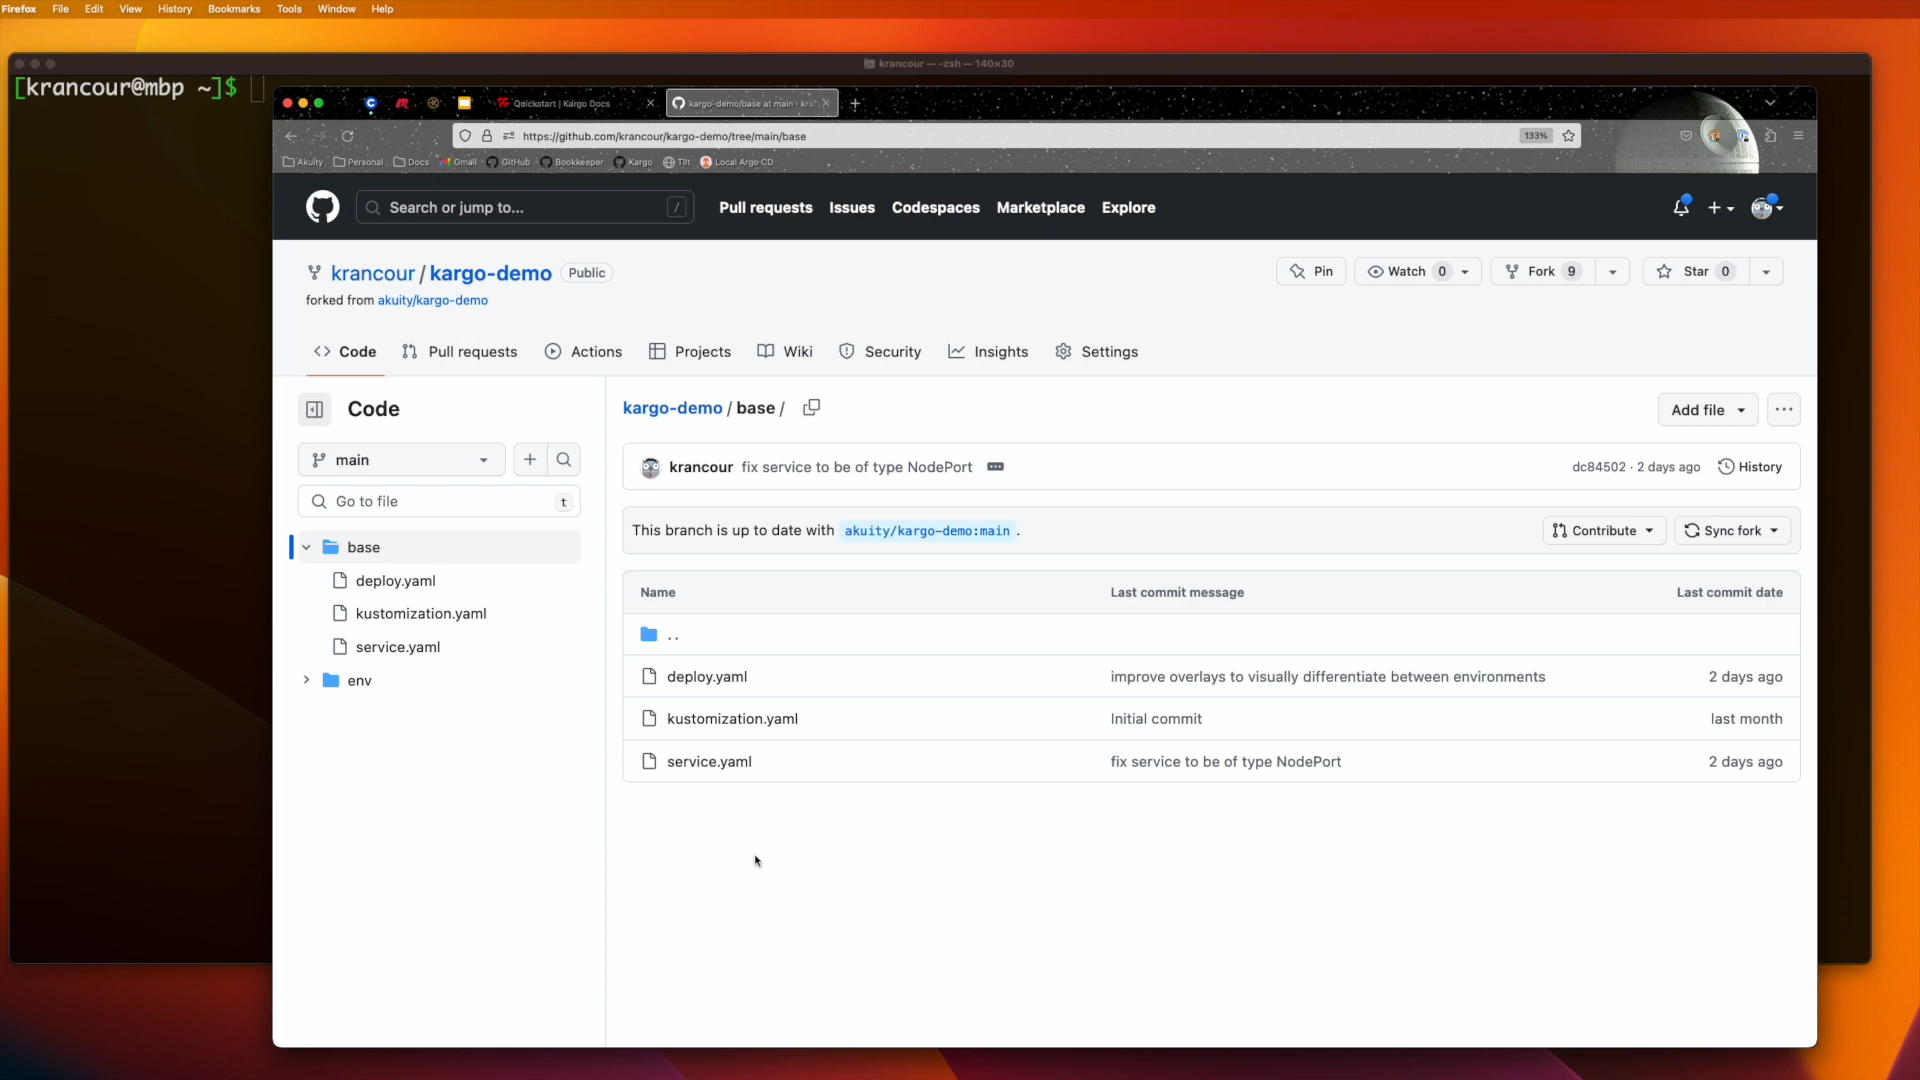 Firefox File Edit View History Bookmarks Tools Window Help
krancour — -zsh — 140×30
[krancour@mbp ~]$
Quickstart | Kargo Docs
kargo-demo/base at main · kra
https://github.com/krancour/kargo-demo/tree/main/base
133%
Akuity Personal Docs Gmail GitHub Bookkeeper Kargo Tilt Local Argo CD
Search or jump to... /
Pull requests Issues Codespaces Marketplace Explore
krancour / kargo-demo Public
Pin Watch 0 Fork 9 Star 0
forked from akuity/kargo-demo
Code Pull requests Actions Projects Wiki Security Insights Settings
Code
main
Go to file t
base
deploy.yaml
kustomization.yaml
service.yaml
env
kargo-demo / base /
Add file
krancour fix service to be of type NodePort
dc84502 · 2 days ago History
This branch is up to date with akuity/kargo-demo:main .
Contribute Sync fork
Name Last commit message Last commit date
..
deploy.yaml improve overlays to visually differentiate between environments 2 days ago
kustomization.yaml Initial commit last month
service.yaml fix service to be of type NodePort 2 days ago